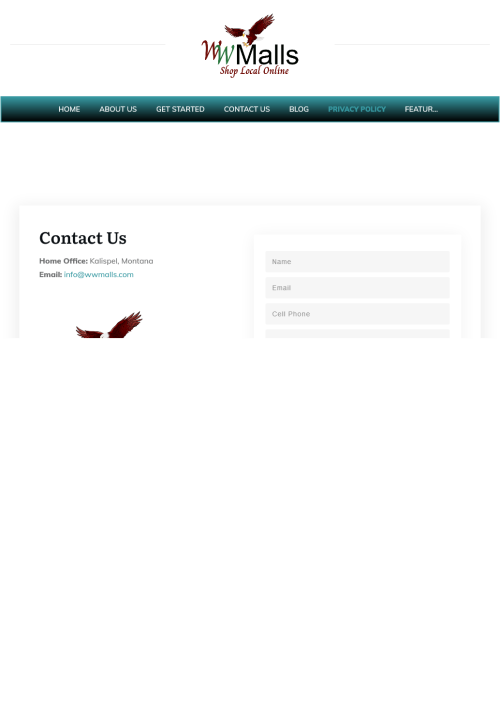 WWMalls
Shop Local Online
HOME ABOUT US GET STARTED CONTACT US BLOG PRIVACY POLICY FEATUR...
Contact Us
Home Office: Kalispel, Montana
Email: info@wwmalls.com
Name
Email
Cell Phone